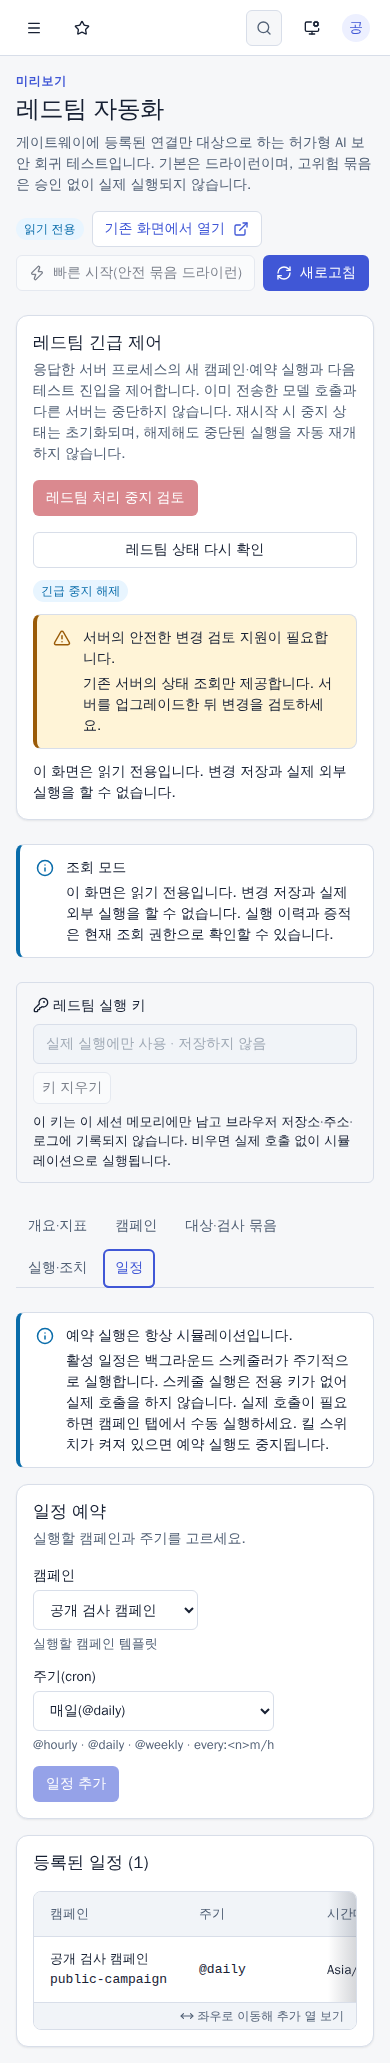 공
미리보기
레드팀 자동화
게이트웨이에 등록된 연결만 대상으로 하는 허가형 AI 보
안 회귀 테스트입니다. 기본은 드라이런이며, 고위험 묶음
은 승인 없이 실제 실행되지 않습니다.
읽기 전용
기존 화면에서 열기
빠른 시작(안전 묶음 드라이런)
새로고침
레드팀 긴급 제어
응답한 서버 프로세스의 새 캠페인·예약 실행과 다음
테스트 진입을 제어합니다. 이미 전송한 모델 호출과
다른 서버는 중단하지 않습니다. 재시작 시 중지 상
태는 초기화되며, 해제해도 중단된 실행을 자동 재개
하지 않습니다.
레드팀 처리 중지 검토
레드팀 상태 다시 확인
긴급 중지 해제
서버의 안전한 변경 검토 지원이 필요합
니다.
기존 서버의 상태 조회만 제공합니다. 서
버를 업그레이드한 뒤 변경을 검토하세
요.
이 화면은 읽기 전용입니다. 변경 저장과 실제 외부
실행을 할 수 없습니다.
조회 모드
이 화면은 읽기 전용입니다. 변경 저장과 실제
외부 실행을 할 수 없습니다. 실행 이력과 증적
은 현재 조회 권한으로 확인할 수 있습니다.
레드팀 실행 키
실제 실행에만 사용 · 저장하지 않음
키 지우기
이 키는 이 세션 메모리에만 남고 브라우저 저장소·주소·
로그에 기록되지 않습니다. 비우면 실제 호출 없이 시뮬
레이션으로 실행됩니다.
개요·지표
캠페인
대상·검사 묶음
실행·조치
일정
예약 실행은 항상 시뮬레이션입니다.
활성 일정은 백그라운드 스케줄러가 주기적으
로 실행합니다. 스케줄 실행은 전용 키가 없어
실제 호출을 하지 않습니다. 실제 호출이 필요
하면 캠페인 탭에서 수동 실행하세요. 킬 스위
치가 켜져 있으면 예약 실행도 중지됩니다.
일정 예약
실행할 캠페인과 주기를 고르세요.
캠페인
공개 검사 캠페인
실행할 캠페인 템플릿
주기(cron)
매일(@daily)
@hourly · @daily · @weekly · every:<n>m/h
일정 추가
등록된 일정 (1)
캠페인
주기
시간
공개 검사 캠페인
public-campaign
@daily
Asia/
좌우로 이동해 추가 열 보기